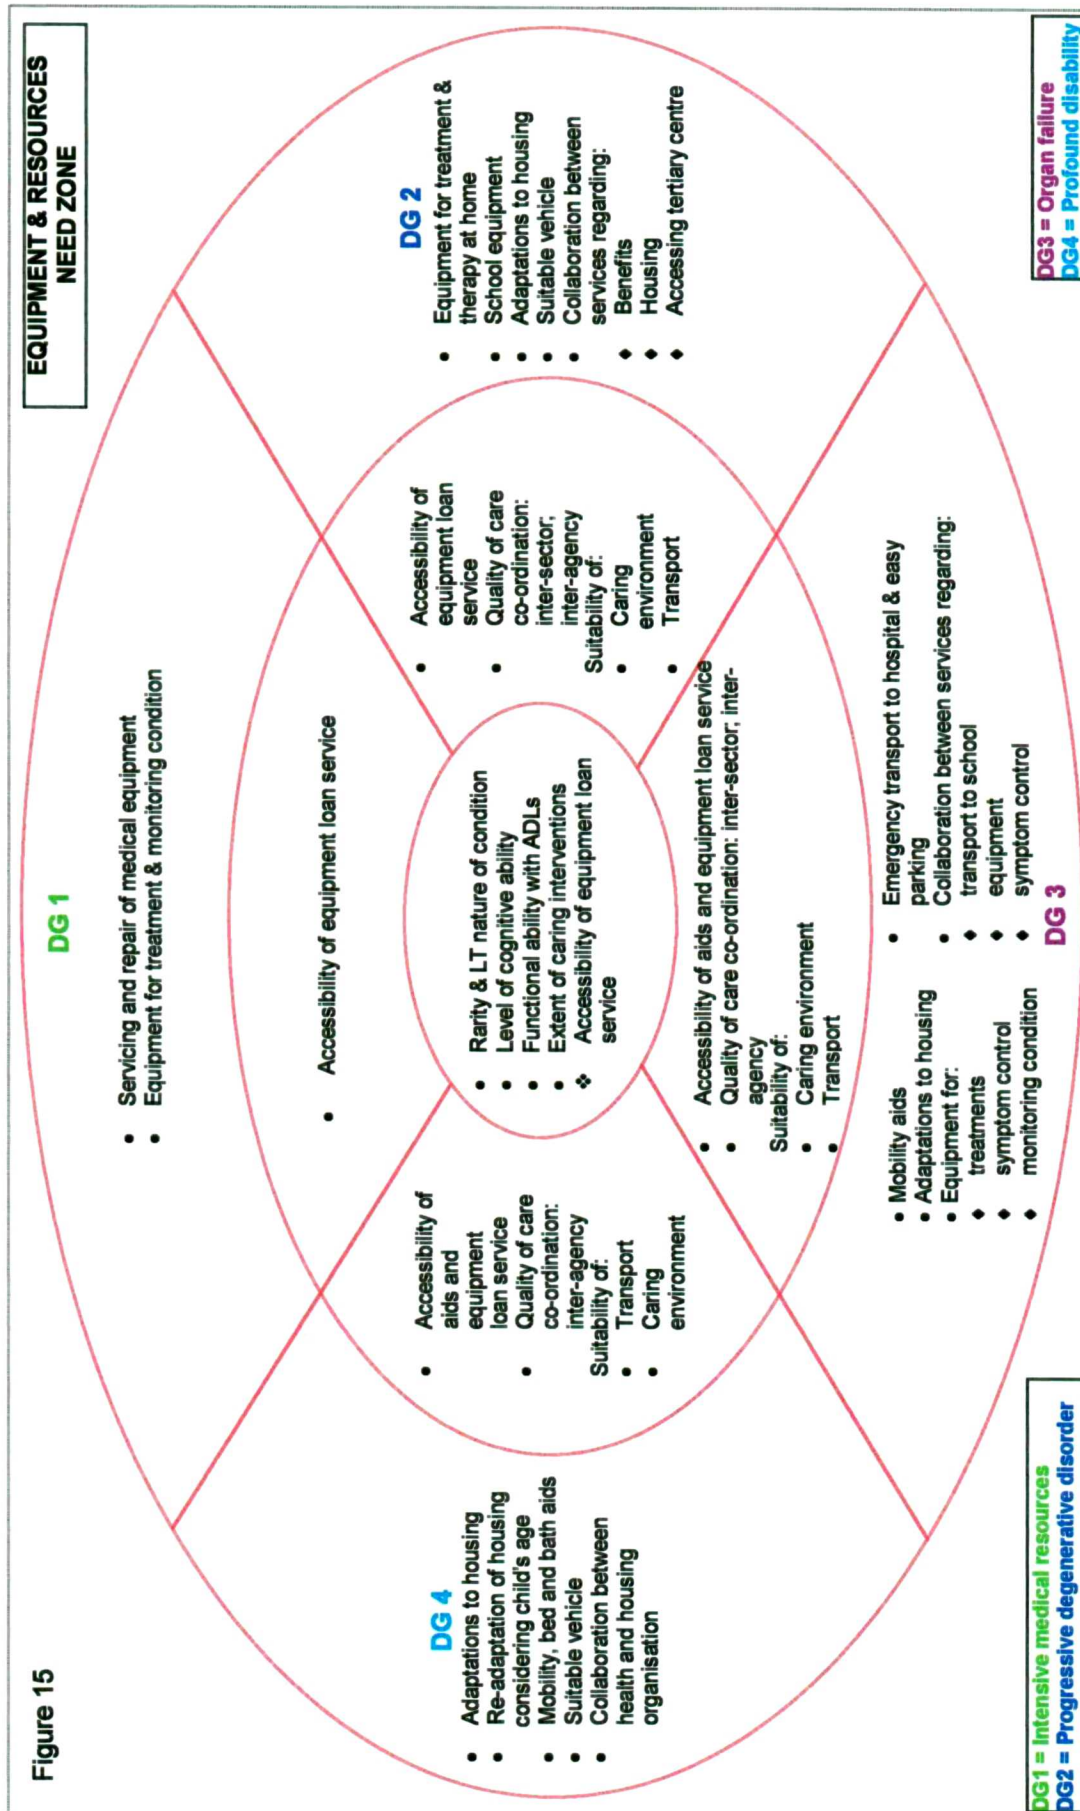 Figure 15
EQUIPMENT & RESOURCES
NEED ZONE
DG 1
• Servicing and repair of medical equipment
• Equipment for treatment & monitoring condition
• Accessibility of equipment loan service
DG 4
• Adaptations to housing
• Re-adaptation of housing
considering child's age
• Mobility, bed and bath aids
• Suitable vehicle
• Collaboration between
health and housing
organisation
• Accessibility of
aids and
equipment
loan service
• Quality of care
co-ordination:
inter-agency
Suitability of:
• Transport
• Caring
environment
• Rarity & LT nature of condition
• Level of cognitive ability
• Functional ability with ADLs
• Extent of caring interventions
❖ Accessibility of equipment loan
service
• Accessibility of
equipment loan
service
• Quality of care
co-ordination:
inter-sector;
inter-agency
Suitability of:
• Caring
environment
• Transport
DG 2
• Equipment for treatment &
therapy at home
• School equipment
• Adaptations to housing
• Suitable vehicle
• Collaboration between
services regarding:
♦ Benefits
♦ Housing
♦ Accessing tertiary centre
• Accessibility of aids and equipment loan service
• Quality of care co-ordination: inter-sector; inter-
agency
Suitability of:
• Caring environment
• Transport
• Mobility aids
• Adaptations to housing
• Equipment for:
♦ treatments
♦ symptom control
♦ monitoring condition
• Emergency transport to hospital & easy
parking
• Collaboration between services regarding:
♦ transport to school
♦ equipment
♦ symptom control
DG 3
DG1 = Intensive medical resources
DG2 = Progressive degenerative disorder
DG3 = Organ failure
DG4 = Profound disability